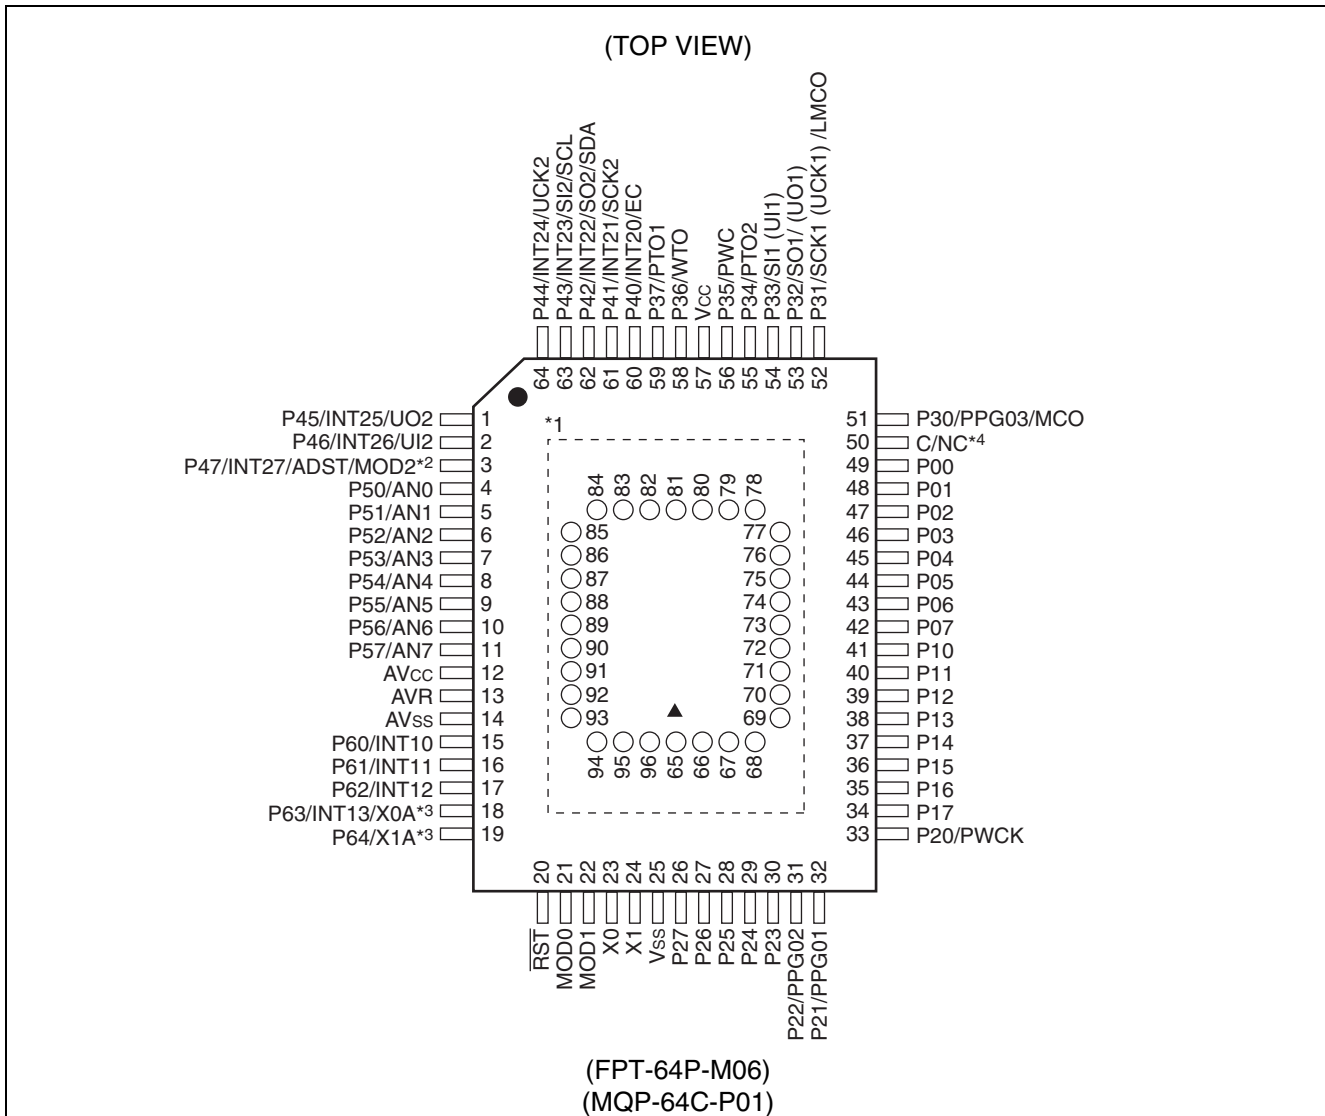 (TOP VIEW)
P44/INT24/UCK2
P43/INT23/SI2/SCL
P42/INT22/SO2/SDA
P41/INT21/SCK2
P40/INT20/EC
P37/PTO1
P36/WTO
Vcc
P35/PWC
P34/PTO2
P33/SI1 (UI1)
P32/SO1/ (UO1)
P31/SCK1 (UCK1) /LMCO
64 63 62 61 60 59 58 57 56 55 54 53 52
P45/INT25/UO2 1
P46/INT26/UI2 2
P47/INT27/ADST/MOD2*2 3
P50/AN0 4
P51/AN1 5
P52/AN2 6
P53/AN3 7
P54/AN4 8
P55/AN5 9
P56/AN6 10
P57/AN7 11
AVcc 12
AVR 13
AVss 14
P60/INT10 15
P61/INT11 16
P62/INT12 17
P63/INT13/X0A*3 18
P64/X1A*3 19
*1
84 83 82 81 80 79 78
85 77
86 76
87 75
88 74
89 73
90 72
91 71
92 70
93 69
94 95 96 65 66 67 68
51 P30/PPG03/MCO
50 C/NC*4
49 P00
48 P01
47 P02
46 P03
45 P04
44 P05
43 P06
42 P07
41 P10
40 P11
39 P12
38 P13
37 P14
36 P15
35 P16
34 P17
33 P20/PWCK
20 21 22 23 24 25 26 27 28 29 30 31 32
RST
MOD0
MOD1
X0
X1
Vss
P27
P26
P25
P24
P23
P22/PPG02
P21/PPG01
(FPT-64P-M06)
(MQP-64C-P01)